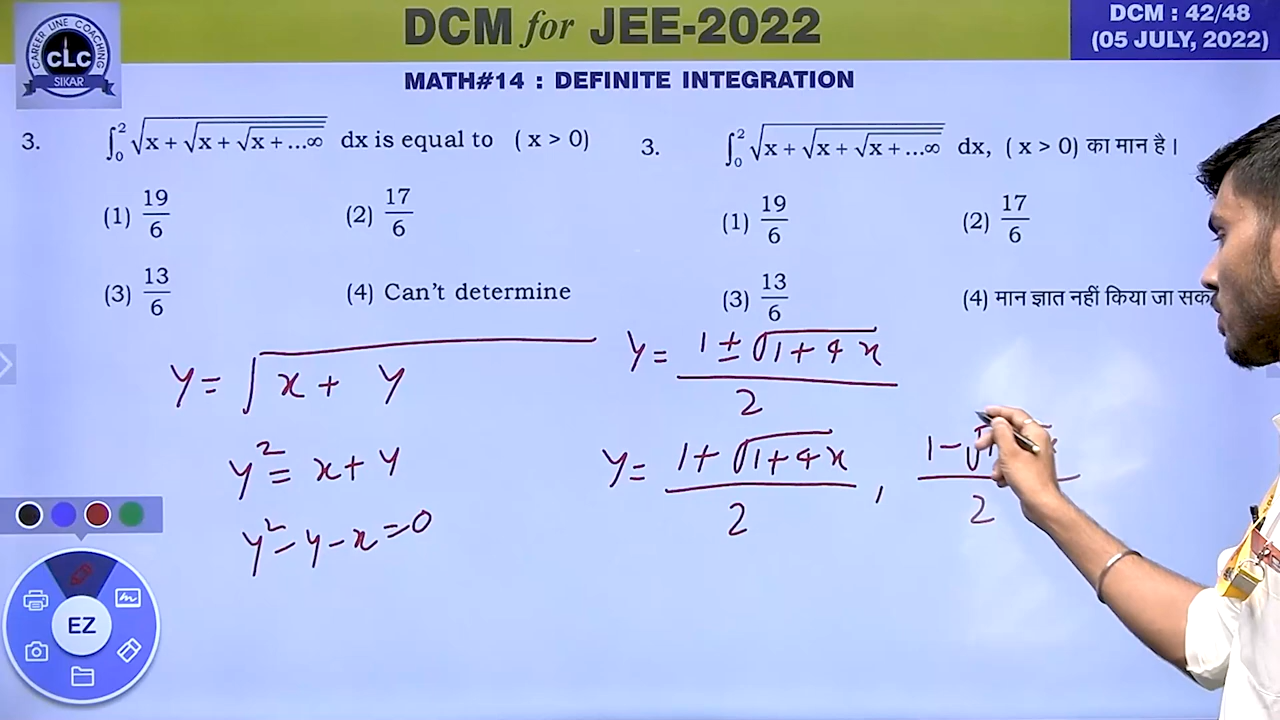 CAREER LINE COACHING
CLC
SIKAR
DCM for JEE-2022
DCM : 42/48
(05 JULY, 2022)
MATH#14 : DEFINITE INTEGRATION
3. ∫₀² √(x + √(x + √(x + ...∞))) dx is equal to ( x > 0)
(1) 19/6 (2) 17/6
(3) 13/6 (4) Can't determine
3. ∫₀² √(x + √(x + √(x + ...∞))) dx, ( x > 0) का मान है।
(1) 19/6 (2) 17/6
(3) 13/6 (4) मान ज्ञात नहीं किया जा
y = √(x + y)
y² = x + y
y² - y - x = 0
y = (1 ± √(1 + 4x))/2
y = (1 + √(1 + 4x))/2 , (1 - √1 x)/2
EZ